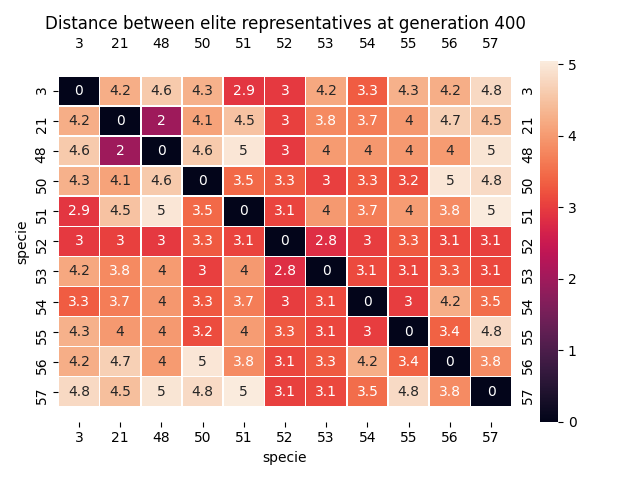 Distance between elite representatives at generation 400
3 21 48 50 51 52 53 54 55 56 57
3 0 4.2 4.6 4.3 2.9 3 4.2 3.3 4.3 4.2 4.8 3
21 4.2 0 2 4.1 4.5 3 3.8 3.7 4 4.7 4.5 21
48 4.6 2 0 4.6 5 3 4 4 4 4 5 48
50 4.3 4.1 4.6 0 3.5 3.3 3 3.3 3.2 5 4.8 50
51 2.9 4.5 5 3.5 0 3.1 4 3.7 4 3.8 5 51
52 3 3 3 3.3 3.1 0 2.8 3 3.3 3.1 3.1 52
53 4.2 3.8 4 3 4 2.8 0 3.1 3.1 3.3 3.1 53
54 3.3 3.7 4 3.3 3.7 3 3.1 0 3 4.2 3.5 54
55 4.3 4 4 3.2 4 3.3 3.1 3 0 3.4 4.8 55
56 4.2 4.7 4 5 3.8 3.1 3.3 4.2 3.4 0 3.8 56
57 4.8 4.5 5 4.8 5 3.1 3.1 3.5 4.8 3.8 0 57
3 21 48 50 51 52 53 54 55 56 57
specie
specie
5
4
3
2
1
0